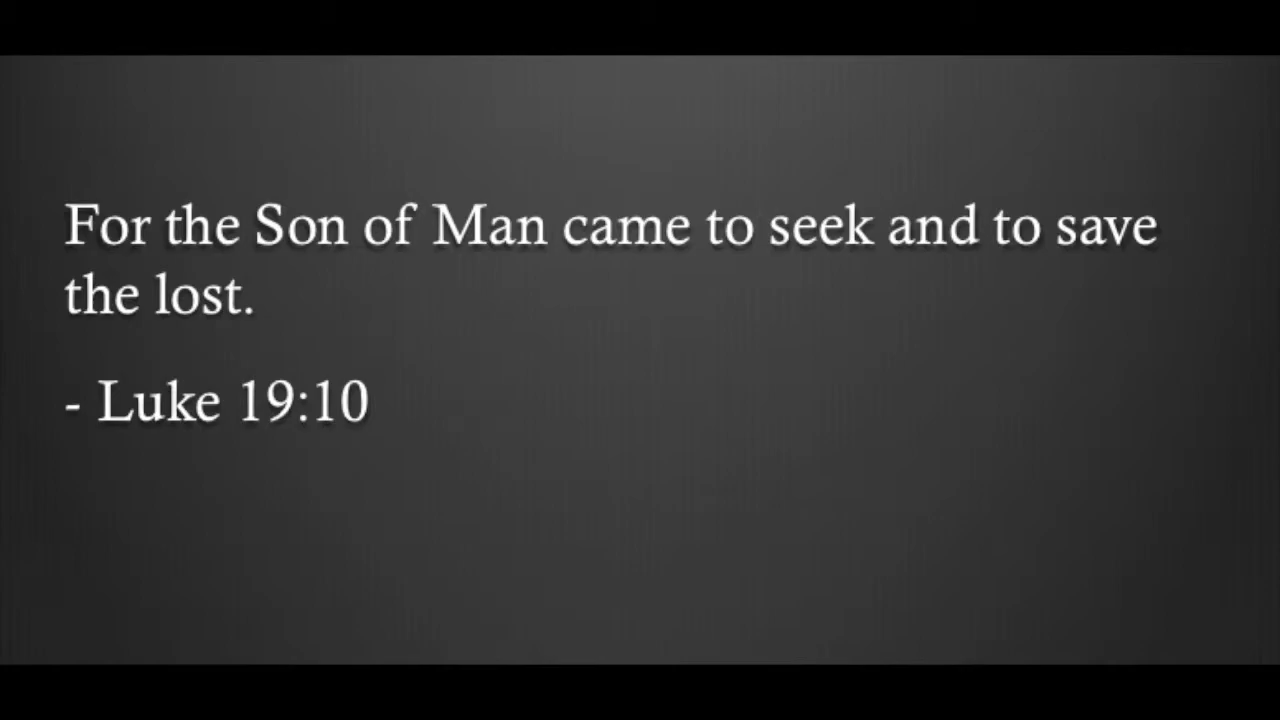 For the Son of Man came to seek and to save
the lost.
- Luke 19:10